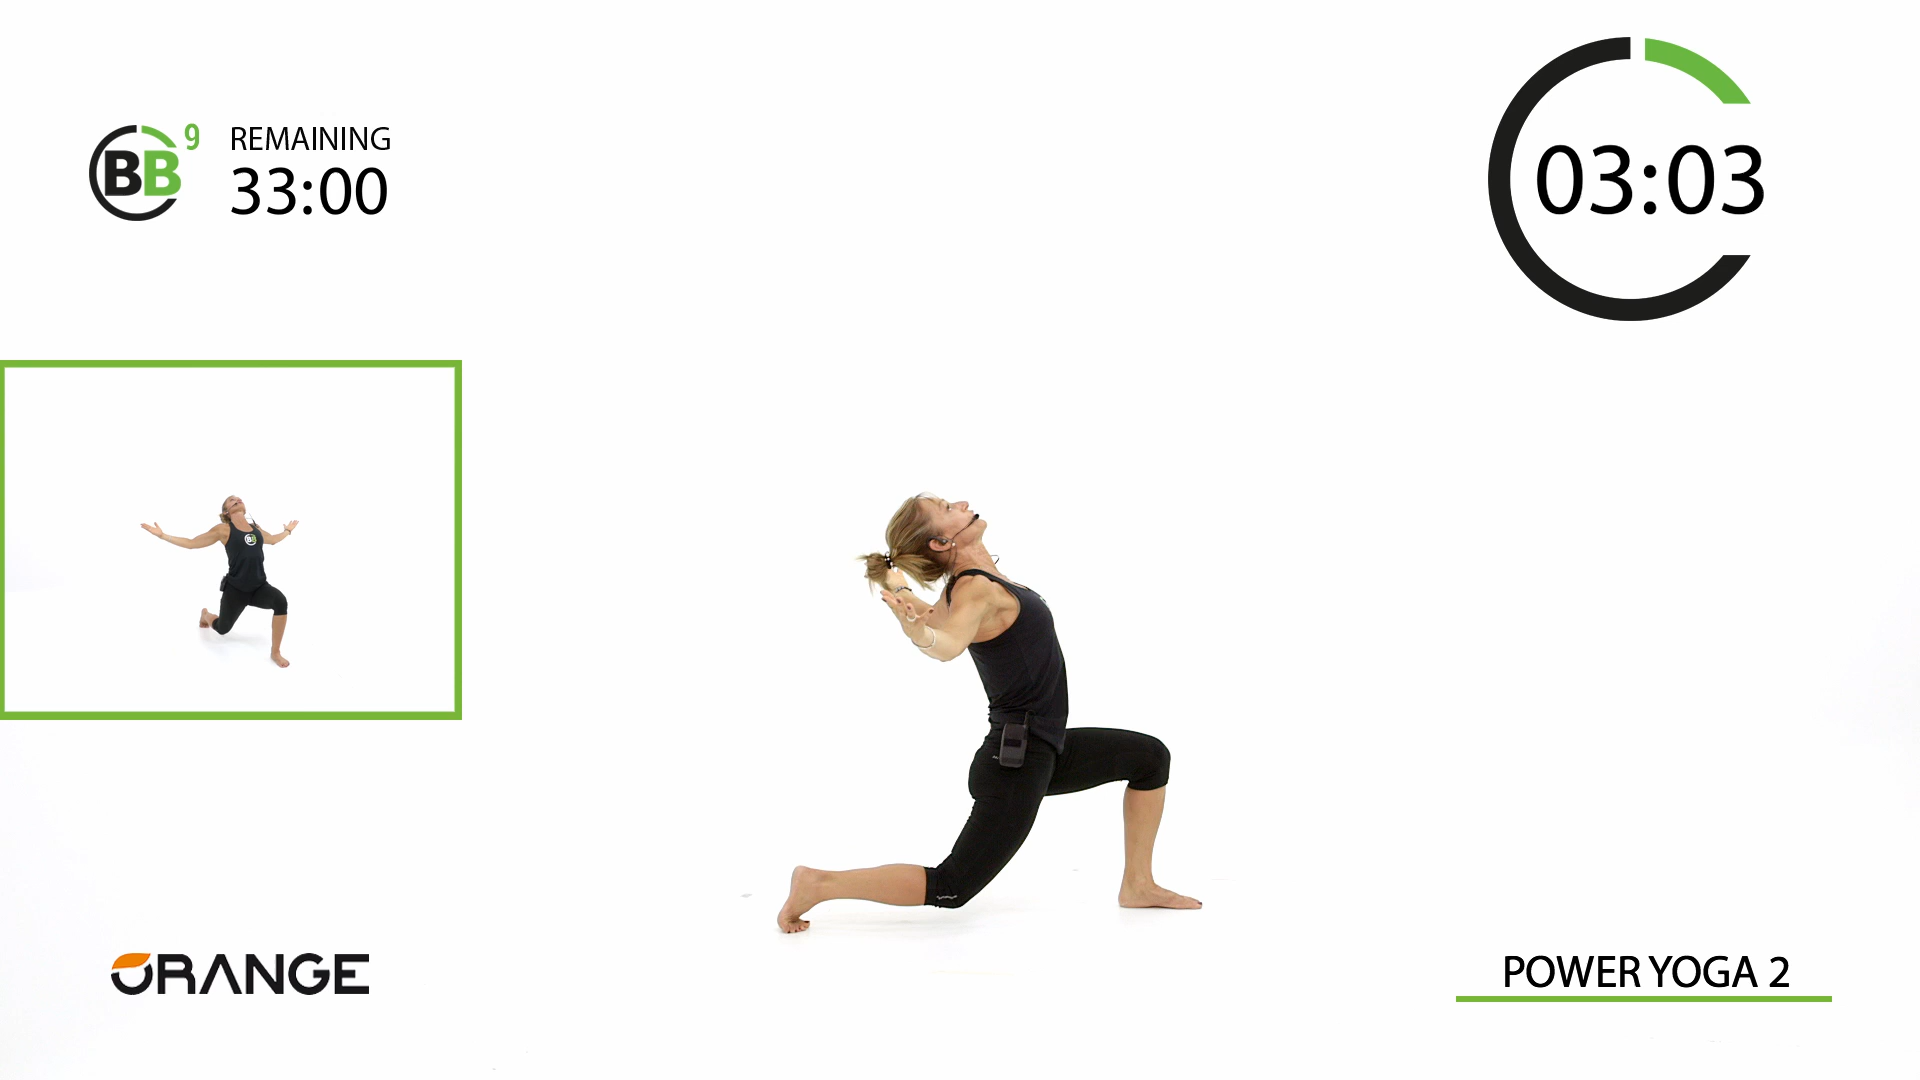 BB
9
REMAINING
33:00
03:03
ORANGE
POWER YOGA 2